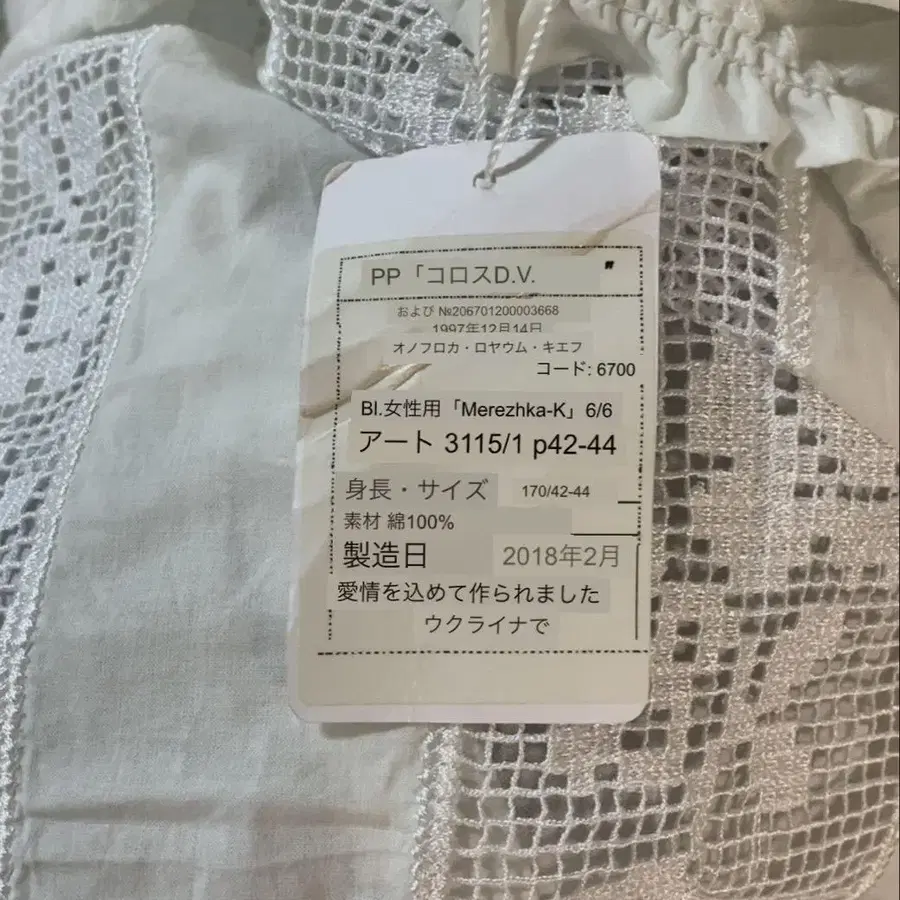 PP「コロスD.V.　"
および №206701200003668
1997年12月14日
オノフロカ・ロヤウム・キエフ
コード: 6700
BI.女性用「Merezhka-K」6/6
アート 3115/1 p42-44
身長・サイズ 170/42-44
素材 綿100%
製造日 2018年2月
愛情を込めて作られました
ウクライナで